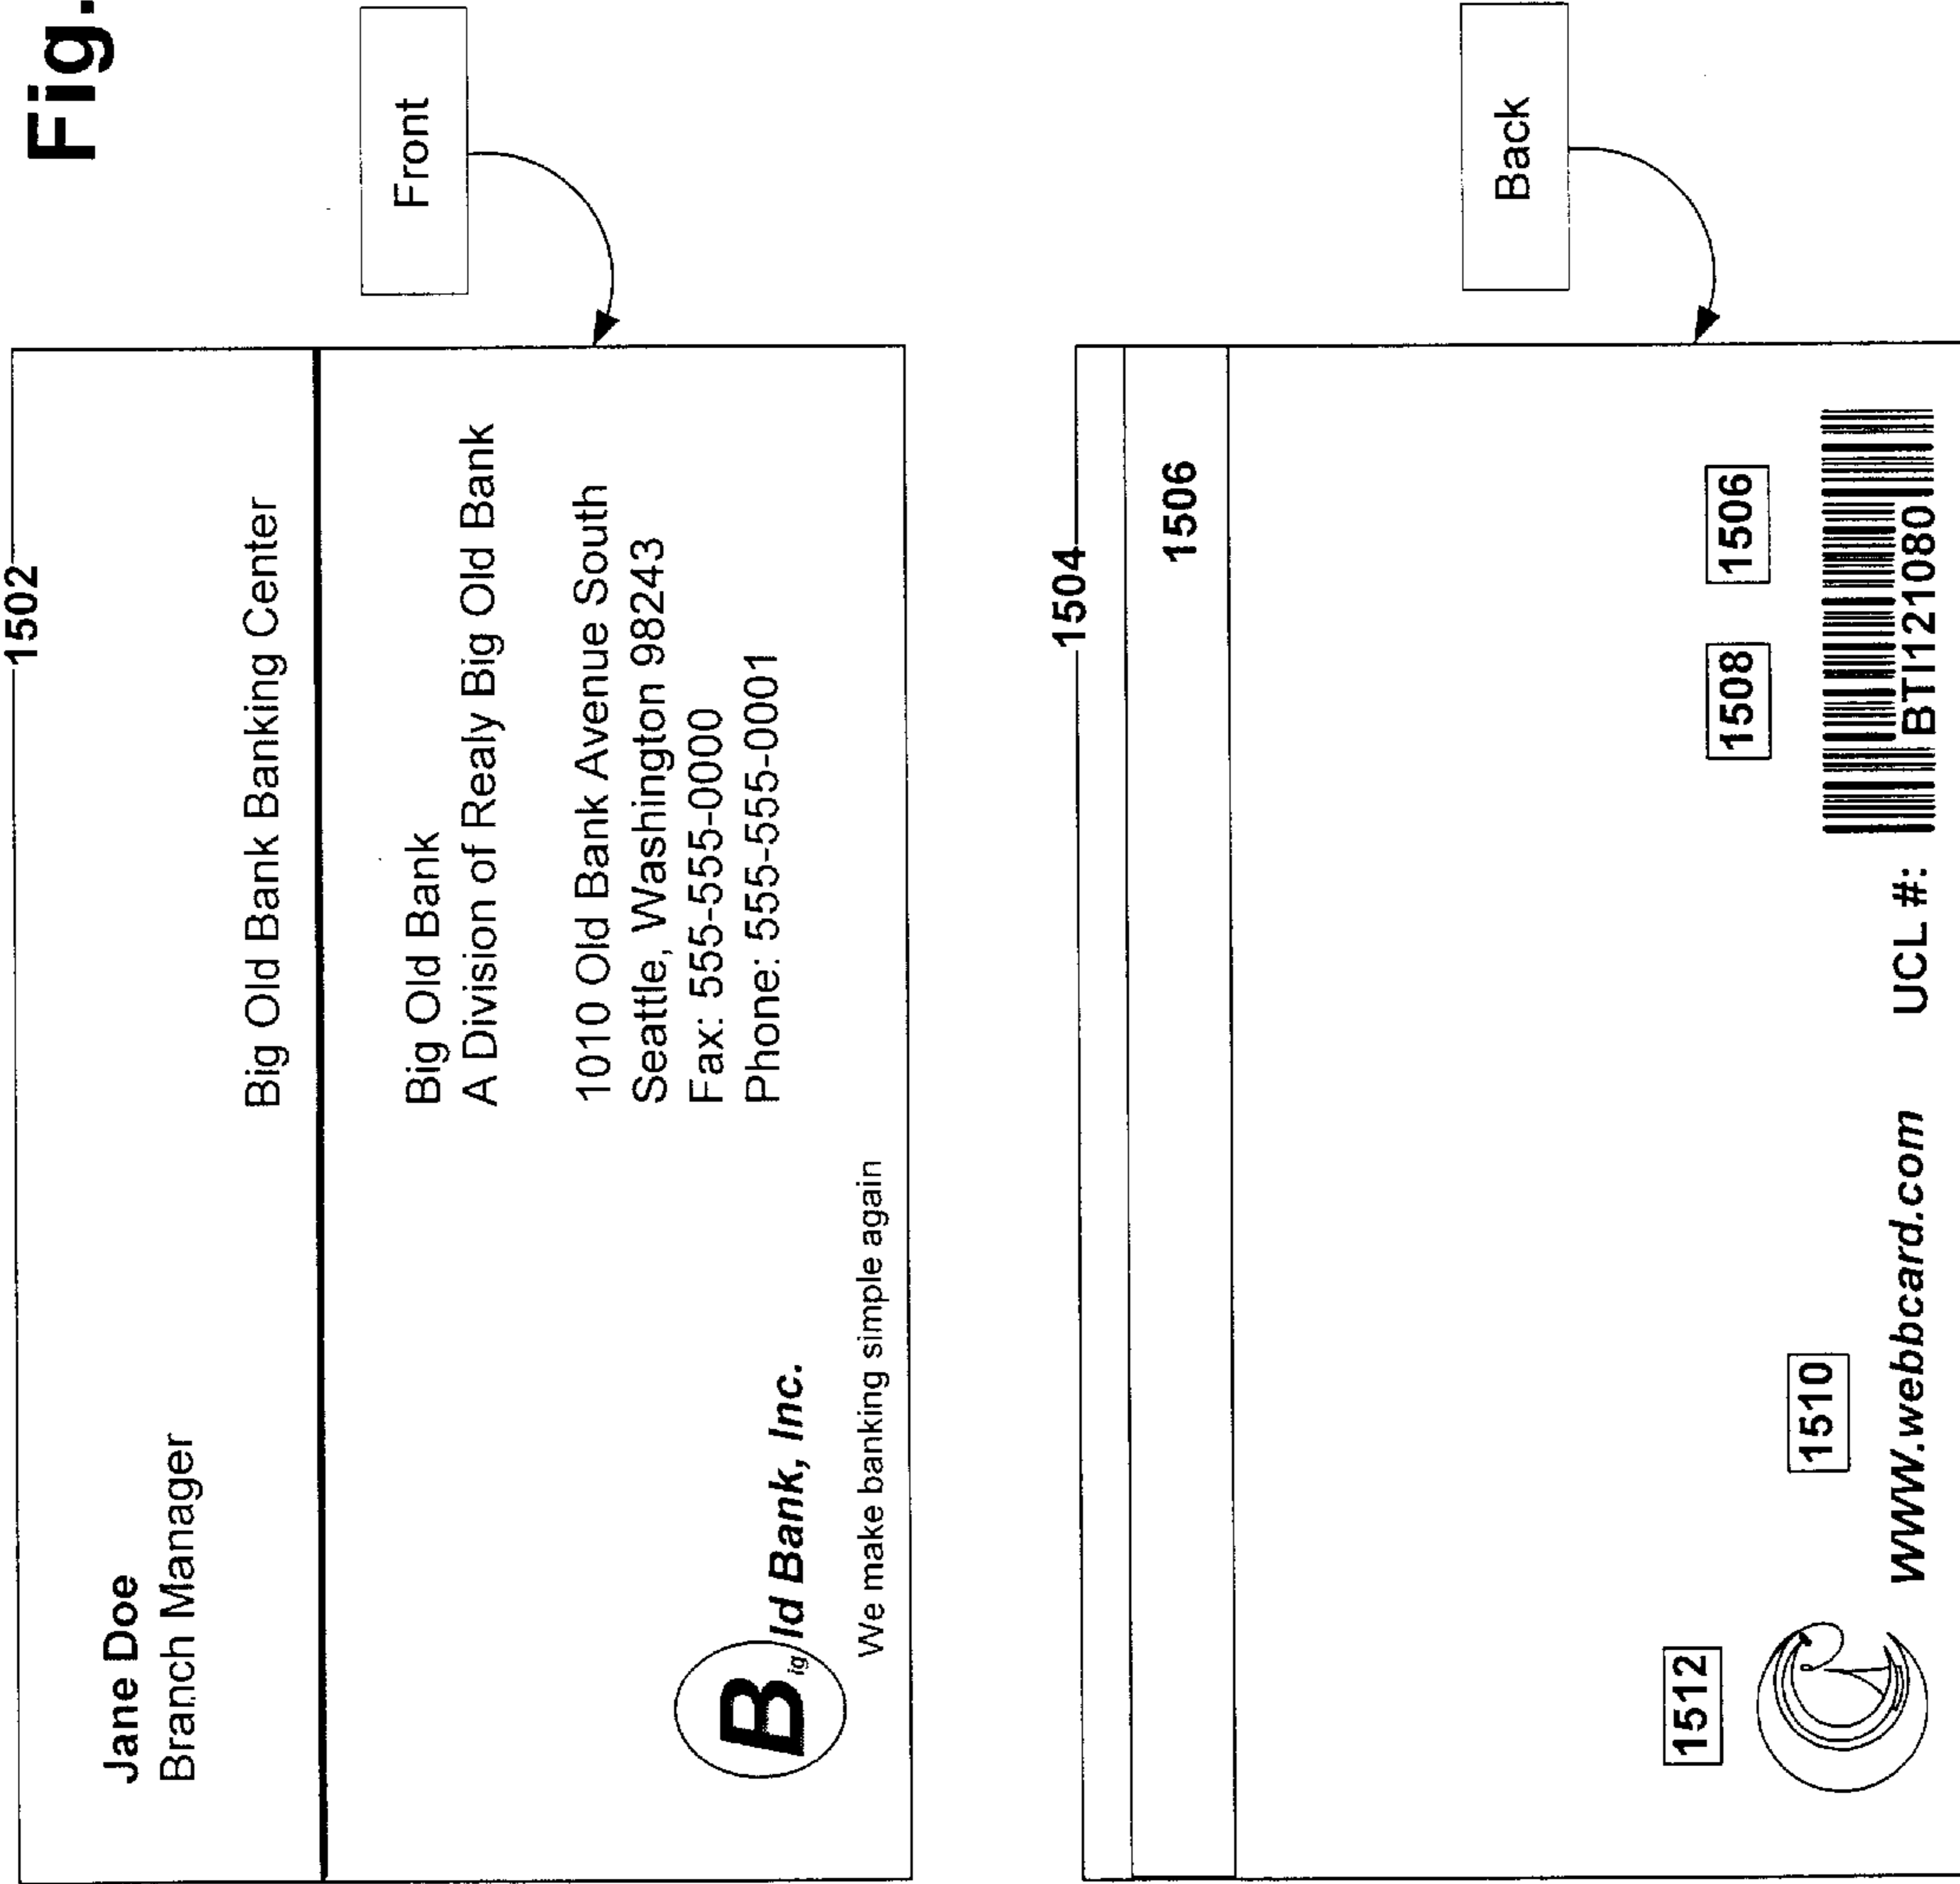 Fig.
1502
Jane Doe
Branch Manager
Big Old Bank Banking Center
Front
Big Old Bank
A Division of Realy Big Old Bank
1010 Old Bank Avenue South
Seattle, Washington 98243
Fax: 555-555-0000
Phone: 555-555-0001
Big ld Bank, Inc.
We make banking simple again
1504
1506
Back
1512
1510
1508
1506
www.webbcard.com
UCL #:
BTI121080